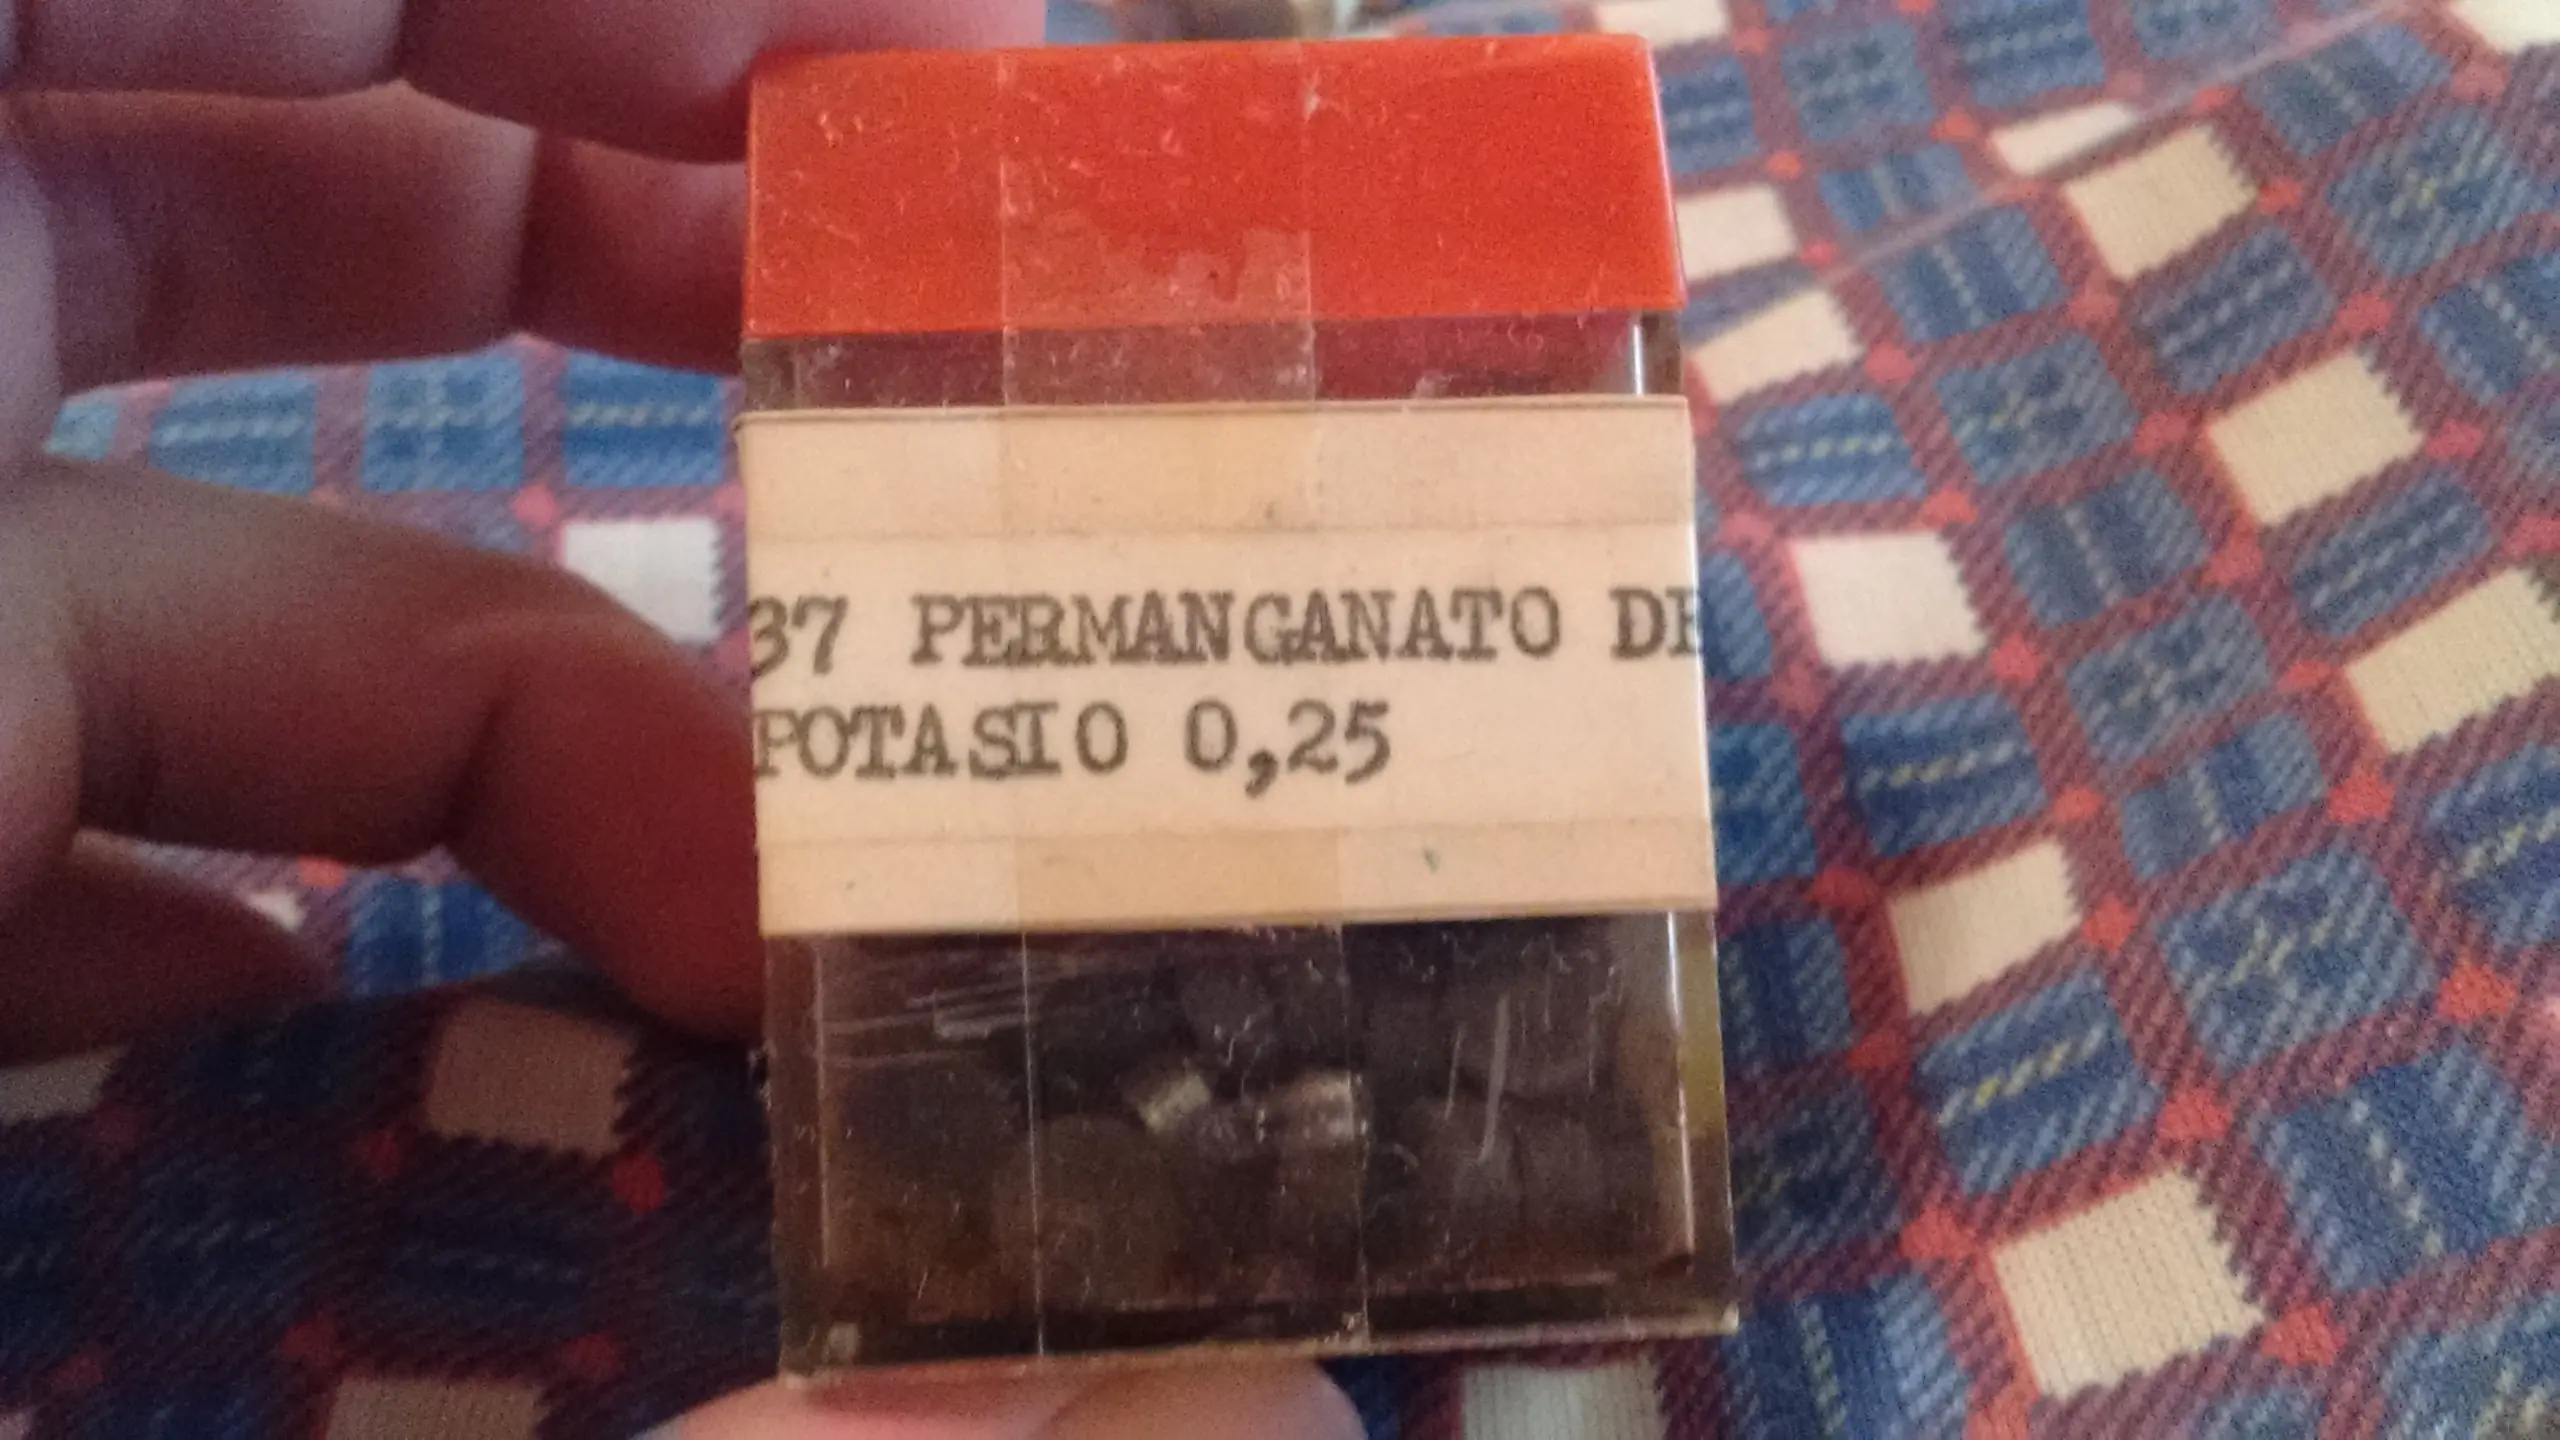 37 PERMANGANATO DE
POTASIO 0,25